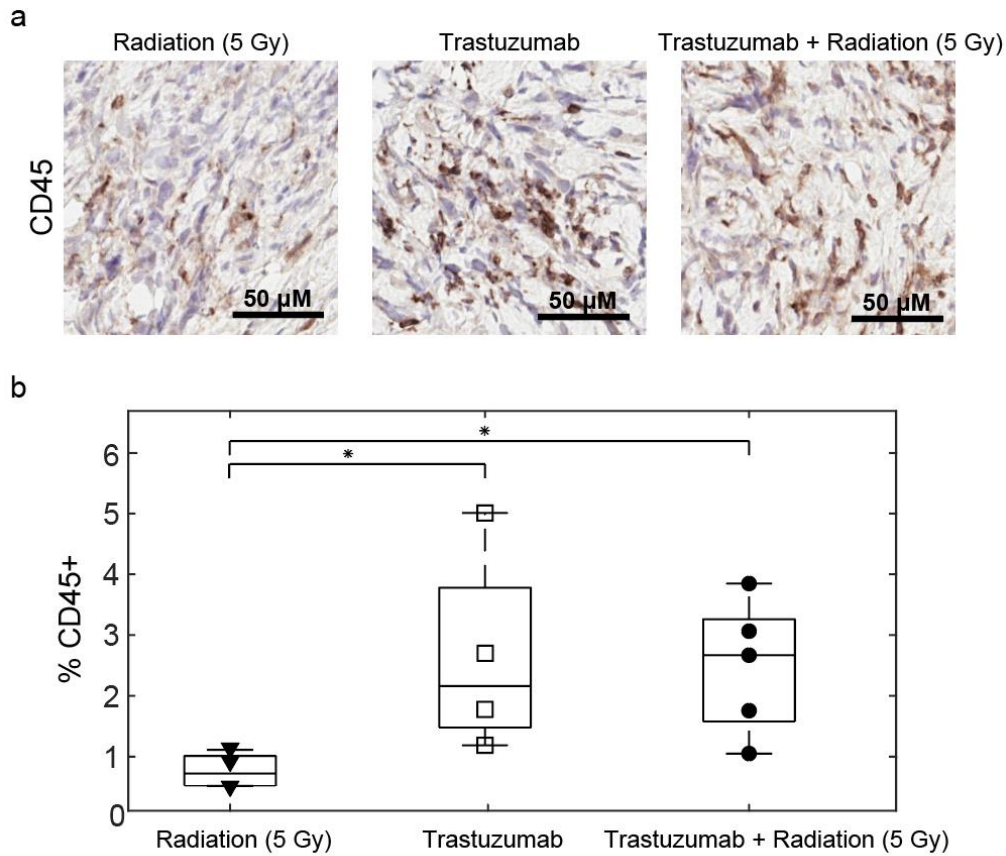 a
Radiation (5 Gy)
Trastuzumab
Trastuzumab + Radiation (5 Gy)
CD45
50 µM
50 µM
50 µM
b
% CD45+
6
5
4
3
2
1
0
*
*
Radiation (5 Gy)
Trastuzumab
Trastuzumab + Radiation (5 Gy)